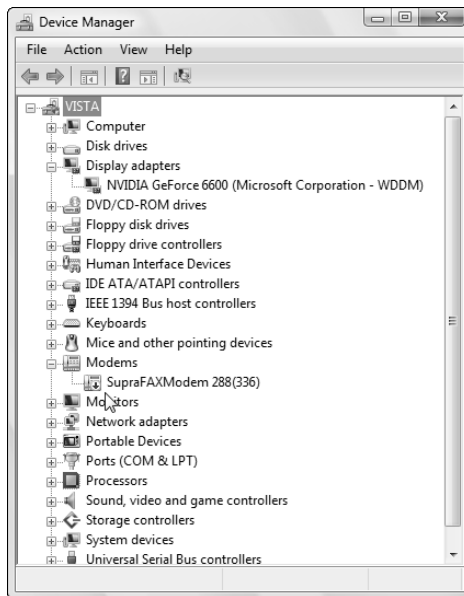 Device Manager
File Action View Help
VISTA
Computer
Disk drives
Display adapters
NVIDIA GeForce 6600 (Microsoft Corporation - WDDM)
DVD/CD-ROM drives
Floppy disk drives
Floppy drive controllers
Human Interface Devices
IDE ATA/ATAPI controllers
IEEE 1394 Bus host controllers
Keyboards
Mice and other pointing devices
Modems
SupraFAXModem 288(336)
Monitors
Network adapters
Portable Devices
Ports (COM & LPT)
Processors
Sound, video and game controllers
Storage controllers
System devices
Universal Serial Bus controllers